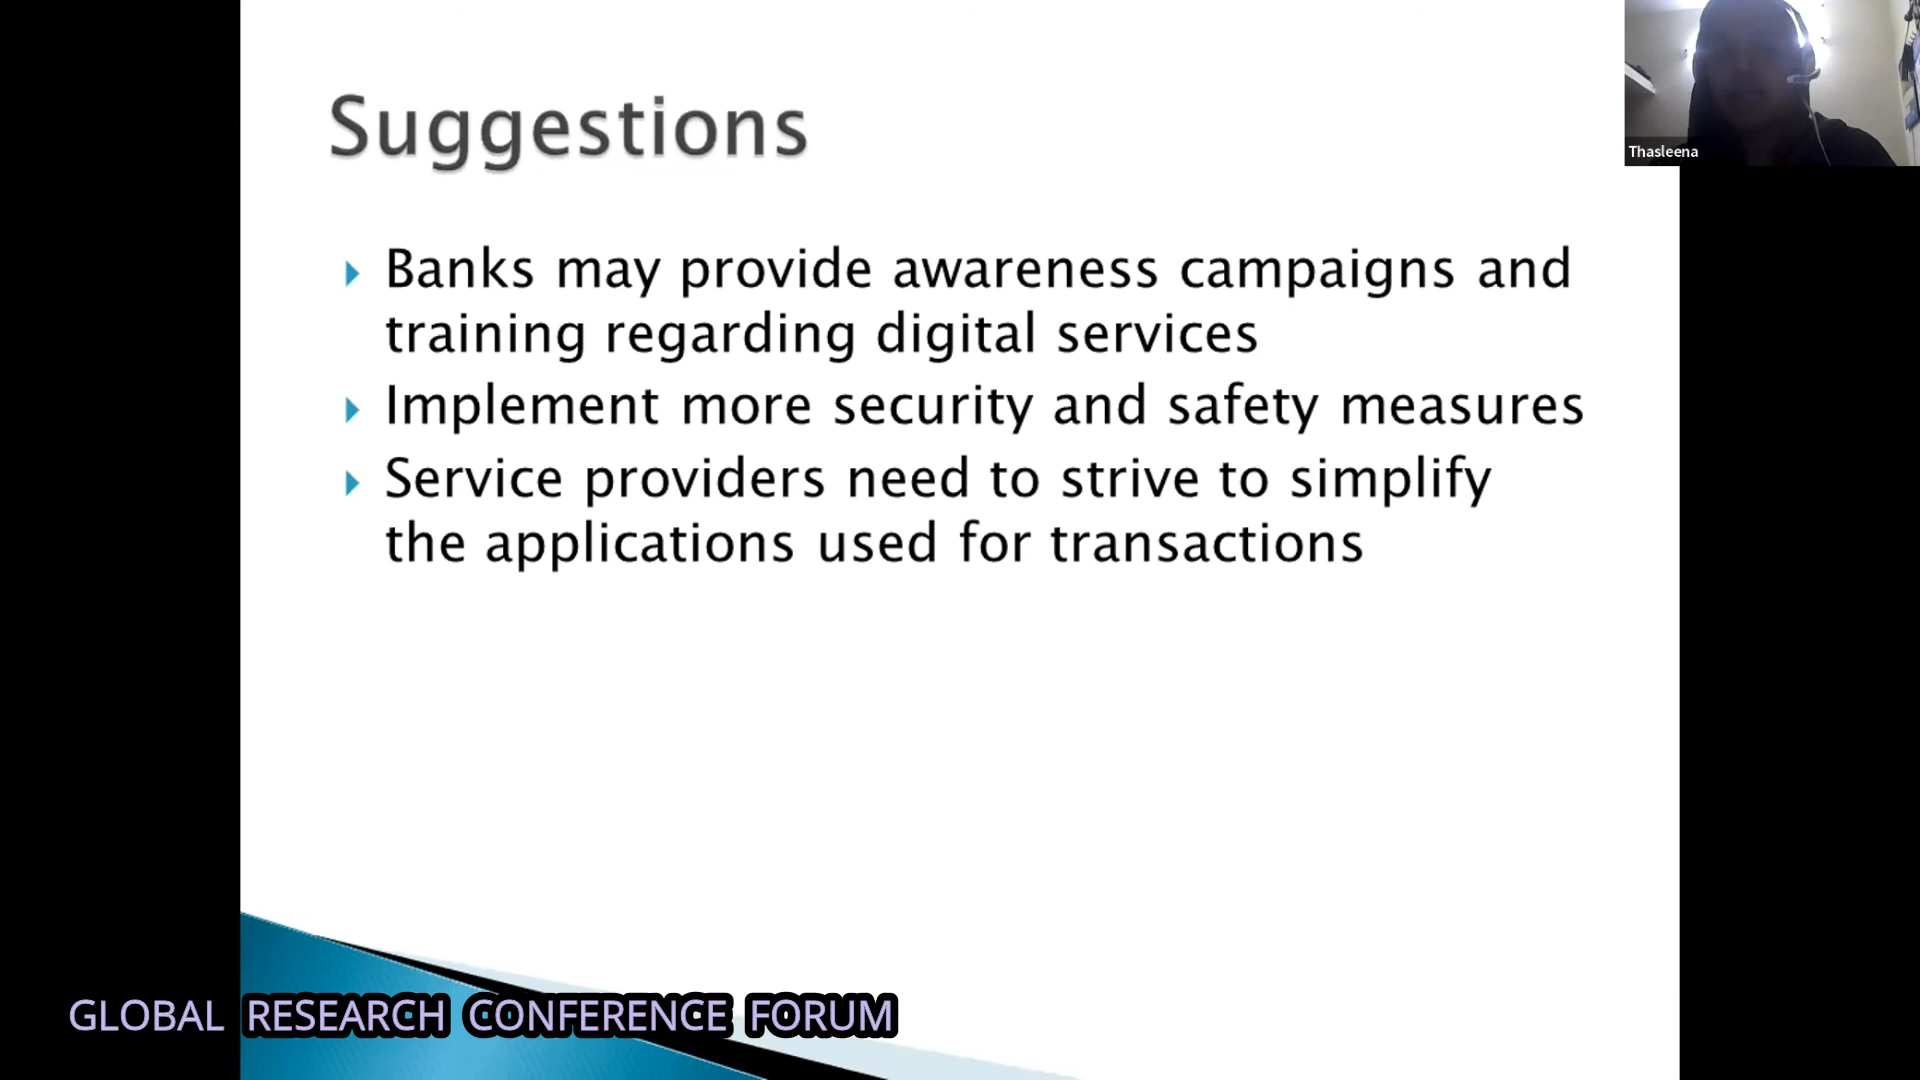 Suggestions
Thasleena
Banks may provide awareness campaigns and
training regarding digital services
Implement more security and safety measures
Service providers need to strive to simplify
the applications used for transactions
GLOBAL RESEARCH CONFERENCE FORUM